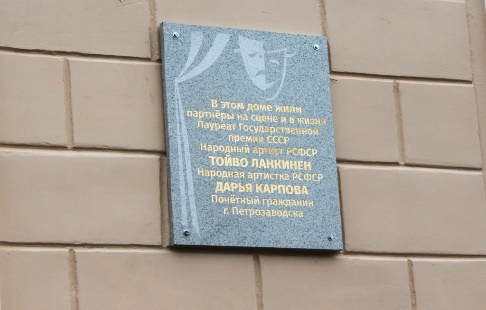 В этом доме жили
партнёры на сцене и в жизни
Лауреат Государственной
премии СССР
Народный артист РСФСР
ТОЙВО ЛАНКИНЕН
Народная артистка РСФСР
ДАРЬЯ КАРПОВА
Почётный гражданин
г. Петрозаводска